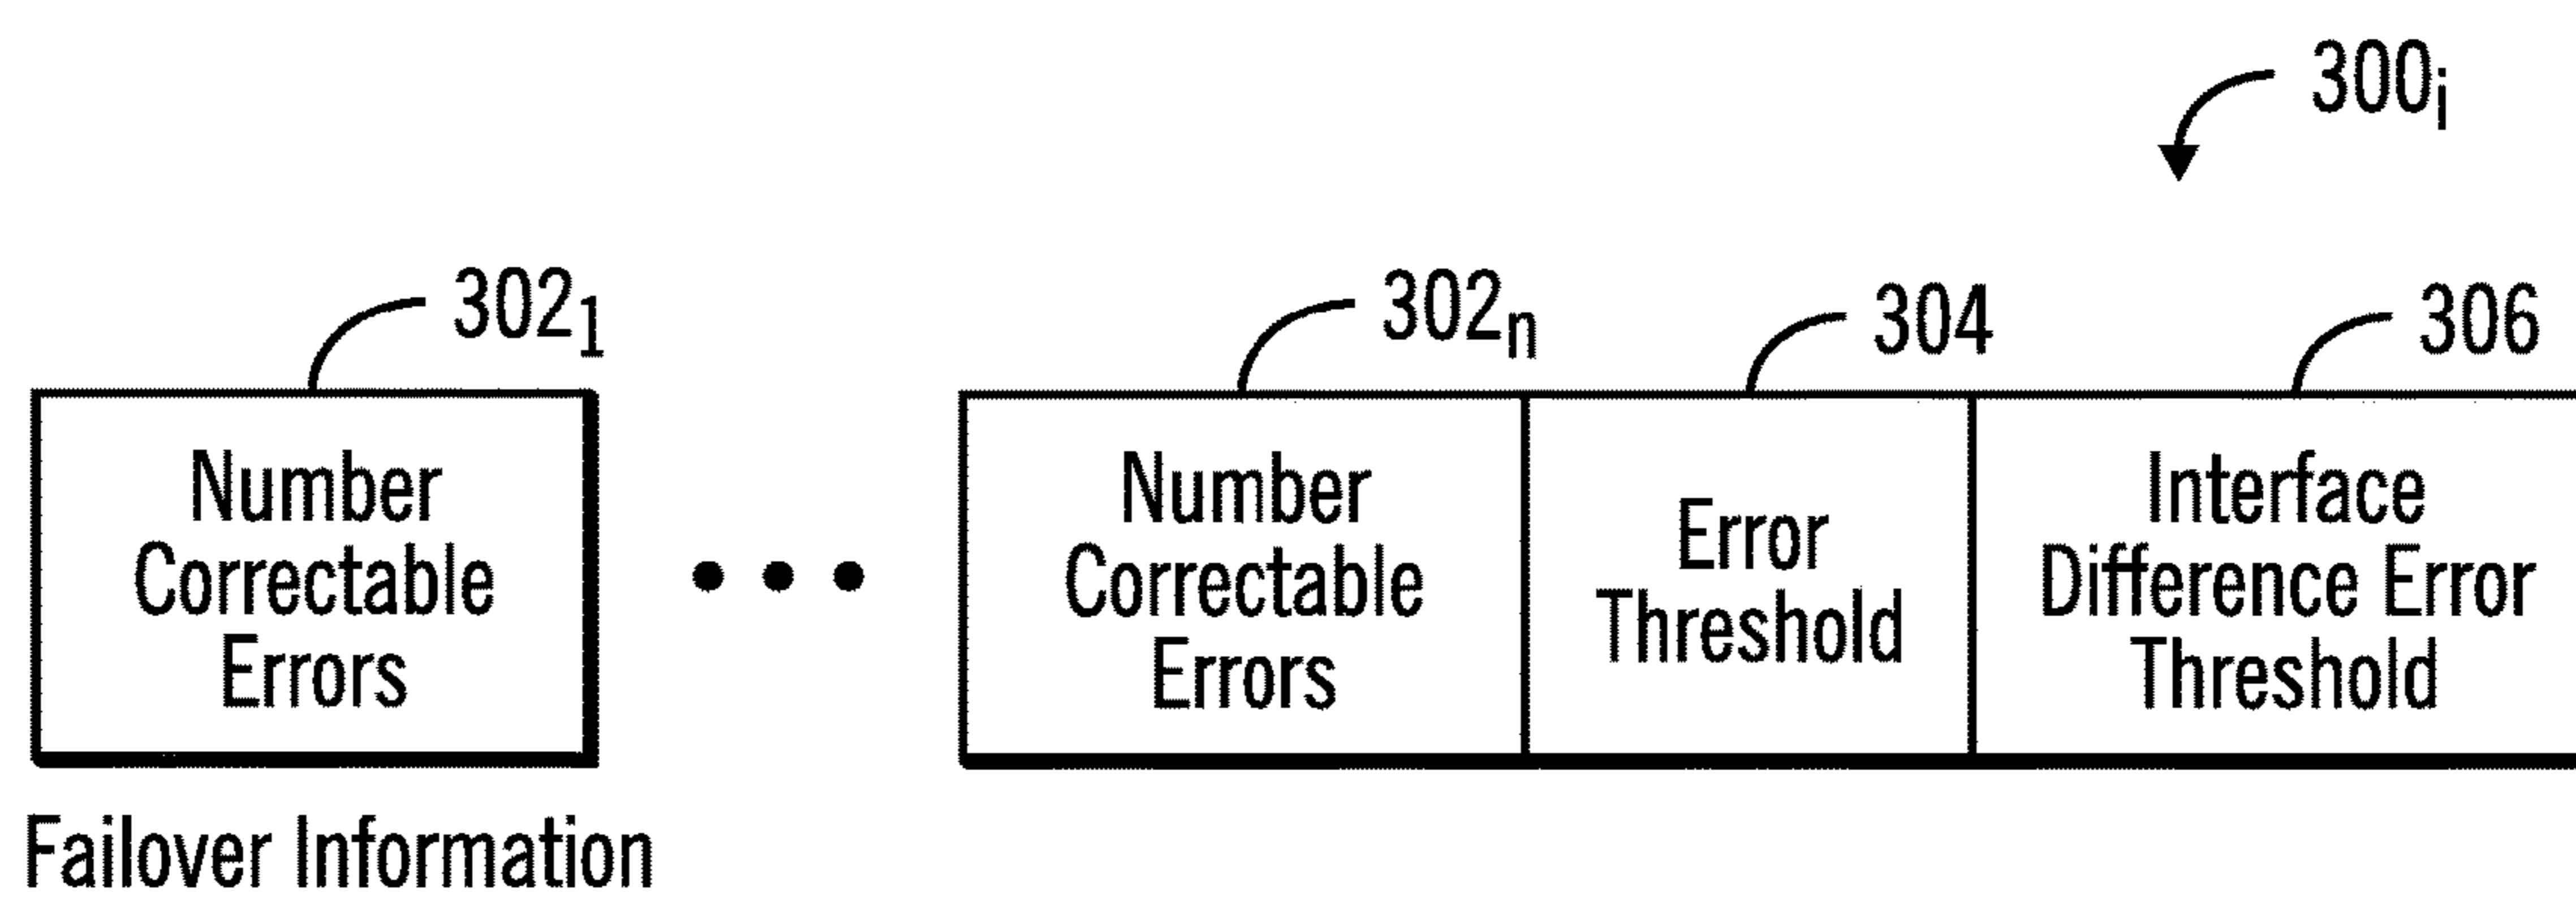 300i
3021
302n
304
306
Number
Correctable
Errors
Number
Correctable
Errors
Error
Threshold
Interface
Difference Error
Threshold
Failover Information